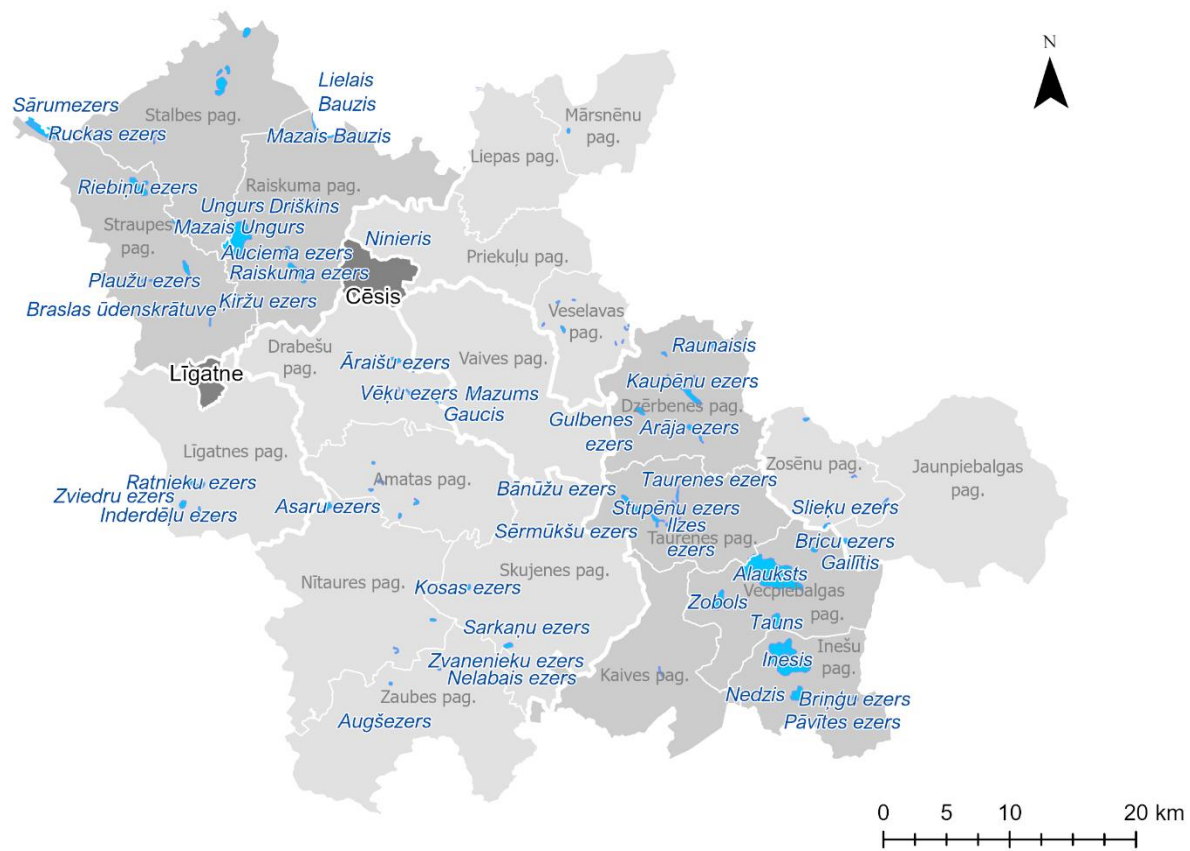 N
Lielais
Bauzis
Sārumezers
Stalbes pag.
Mārsnēnu
pag.
Ruckas ezers
Mazais Bauzis
Liepas pag.
Riebiņu ezers
Raiskuma pag.
Ungurs Driškins
Straupes
pag.
Mazais Ungurs
Ninieris
Auciema ezers
Priekuļu pag.
Raiskuma ezers
Plaužu ezers
Cēsis
Ķiržu ezers
Braslas ūdenskrātuve
Veselavas
pag.
Drabešu
pag.
Raunaisis
Āraišu ezers
Vaives pag.
Līgatne
Kaupēnu ezers
Vēķu ezers
Mazums
Gaucis
Dzērbenes pag.
Gulbenes
ezers
Arāja ezers
Līgatnes pag.
Zosēnu pag.
Jaunpiebalgas
pag.
Amatas pag.
Ratnieku ezers
Taurenes ezers
Bānūžu ezers
Zviedru ezers
Asaru ezers
Stupēnu ezers
Slieķu ezers
Inderdēļu ezers
Ilzes
ezers
Sērmūkšu ezers
Taurenes pag.
Bricu ezers
Gailītis
Skujenes pag.
Alauksts
Nītaures pag.
Kosas ezers
Vecpiebalgas
pag.
Zobols
Tauns
Sarkaņu ezers
Inešu
pag.
Zvanenieku ezers
Inesis
Nelabais ezers
Kaives pag.
Zaubes pag.
Nedzis
Briņģu ezers
Augšezers
Pāvītes ezers
0 5 10 20 km